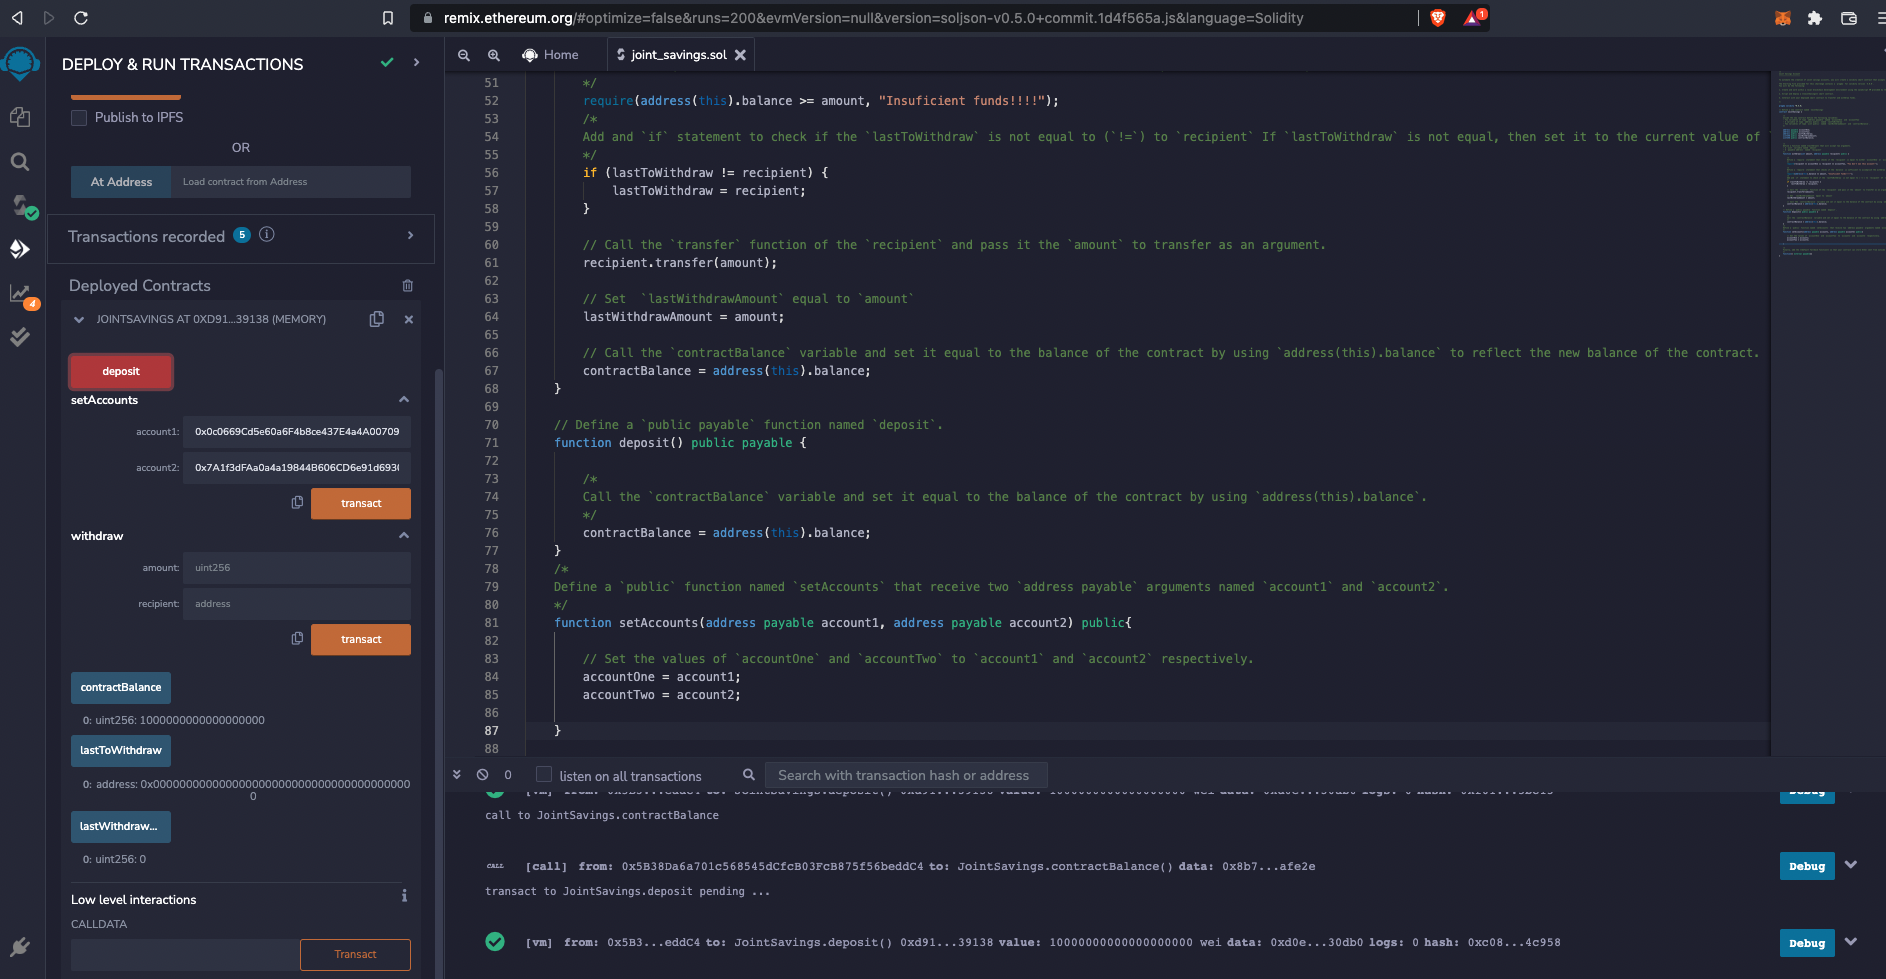 remix.ethereum.org/#optimize=false&runs=200&evmVersion=null&version=soljson-v0.5.0+commit.1d4f565a.js&language=Solidity
1
DEPLOY & RUN TRANSACTIONS
Publish to IPFS
OR
At Address
Load contract from Address
Transactions recorded 5
4
Deployed Contracts
JOINTSAVINGS AT 0XD91...39138 (MEMORY)
deposit
setAccounts
account1: 0x0c0669Cd5e60a6F4b8ce437E4a4A00709
account2: 0x7A1f3dFAa0a4a19844B606CD6e91d693(
transact
withdraw
amount: uint256
recipient: address
transact
contractBalance
0: uint256: 1000000000000000000
lastToWithdraw
0: address: 0x000000000000000000000000000000000000000
0
lastWithdraw...
0: uint256: 0
Low level interactions
CALLDATA
Transact
Home
joint_savings.sol
51 */
52 require(address(this).balance >= amount, "Insuficient funds!!!!");
53 /*
54 Add and `if` statement to check if the `lastToWithdraw` is not equal to (`!=`) to `recipient` If `lastToWithdraw` is not equal, then set it to the current value of `
55 */
56 if (lastToWithdraw != recipient) {
57 lastToWithdraw = recipient;
58 }
59
60 // Call the `transfer` function of the `recipient` and pass it the `amount` to transfer as an argument.
61 recipient.transfer(amount);
62
63 // Set  `lastWithdrawAmount` equal to `amount`
64 lastWithdrawAmount = amount;
65
66 // Call the `contractBalance` variable and set it equal to the balance of the contract by using `address(this).balance` to reflect the new balance of the contract.
67 contractBalance = address(this).balance;
68 }
69
70 // Define a `public payable` function named `deposit`.
71 function deposit() public payable {
72
73 /*
74 Call the `contractBalance` variable and set it equal to the balance of the contract by using `address(this).balance`.
75 */
76 contractBalance = address(this).balance;
77 }
78 /*
79 Define a `public` function named `setAccounts` that receive two `address payable` arguments named `account1` and `account2`.
80 */
81 function setAccounts(address payable account1, address payable account2) public{
82
83 // Set the values of `accountOne` and `accountTwo` to `account1` and `account2` respectively.
84 accountOne = account1;
85 accountTwo = account2;
86
87 }
88
0
listen on all transactions
Search with transaction hash or address
Debug
call to JointSavings.contractBalance
CALL [call] from: 0x5B38Da6a701c568545dCfcB03FcB875f56beddC4 to: JointSavings.contractBalance() data: 0x8b7...afe2e
Debug
transact to JointSavings.deposit pending ...
[vm] from: 0x5B3...eddC4 to: JointSavings.deposit() 0xd91...39138 value: 10000000000000000000 wei data: 0xd0e...30db0 logs: 0 hash: 0xc08...4c958
Debug